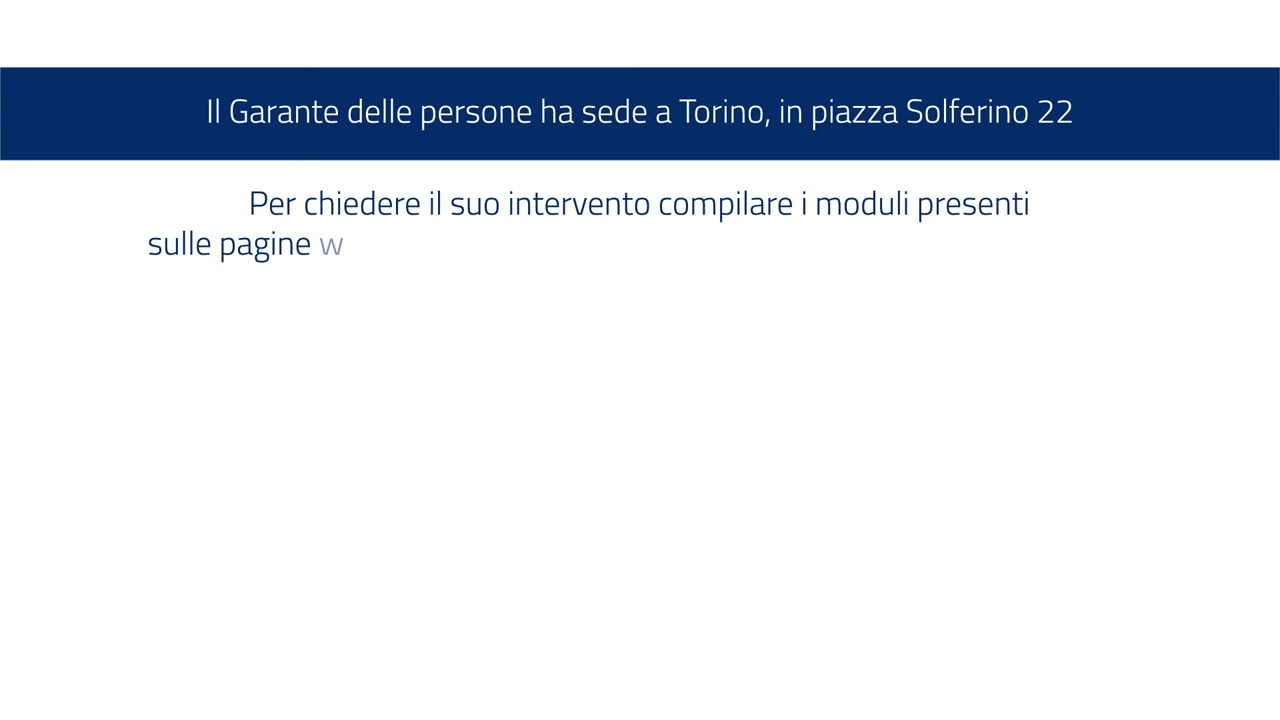 Il Garante delle persone ha sede a Torino, in piazza Solferino 22
Per chiedere il suo intervento compilare i moduli presenti
sulle pagine w